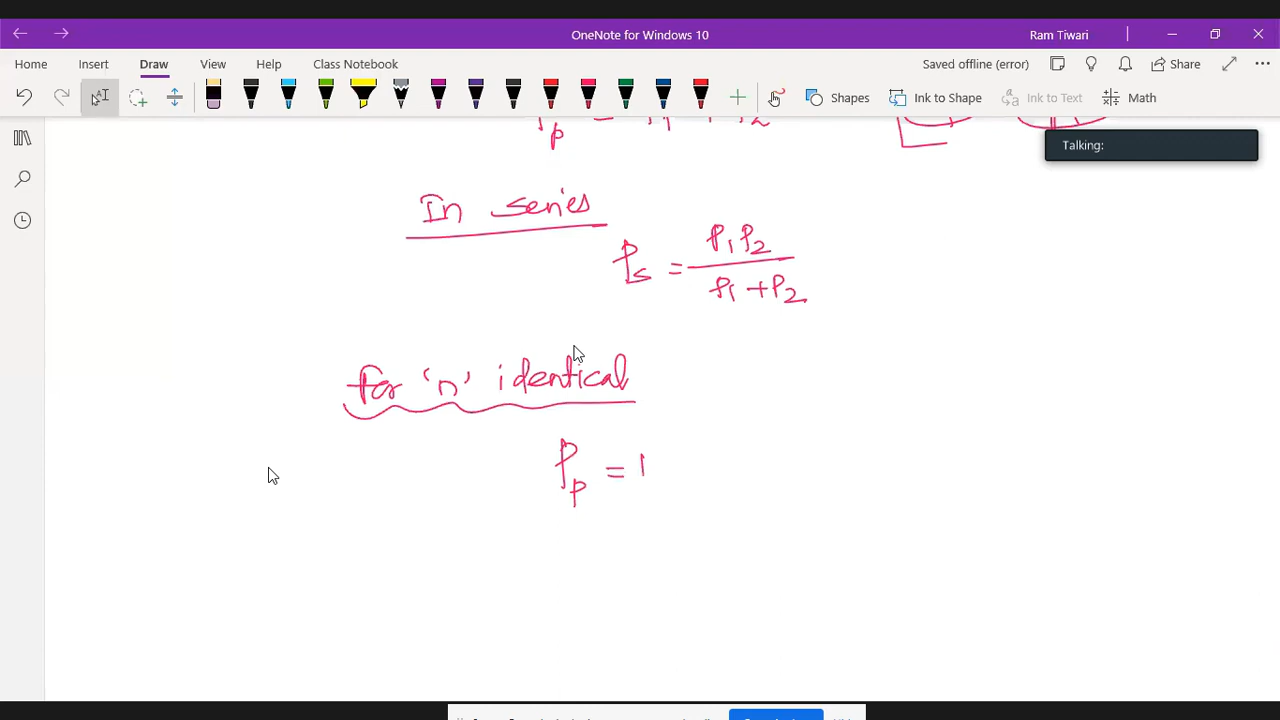 OneNote for Windows 10
Ram Tiwari
Home Insert Draw View Help Class Notebook
Saved offline (error) Share
Shapes Ink to Shape Ink to Text Math
Talking:
In series
Ps = P1P2 / P1+P2
for 'n' identical
Pp =